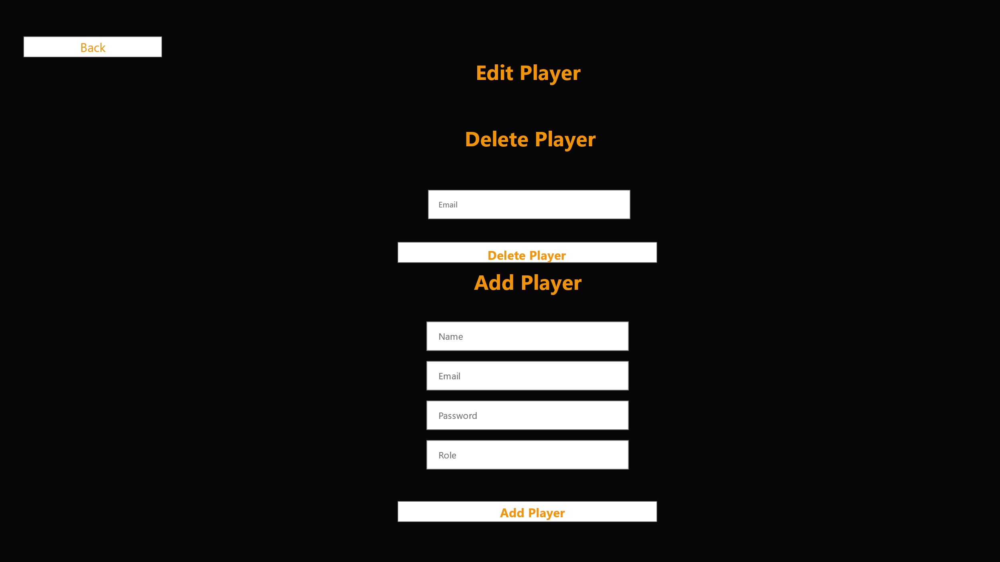 Back
Edit Player
Delete Player
Email
Delete Player
Add Player
Name
Email
Password
Role
Add Player